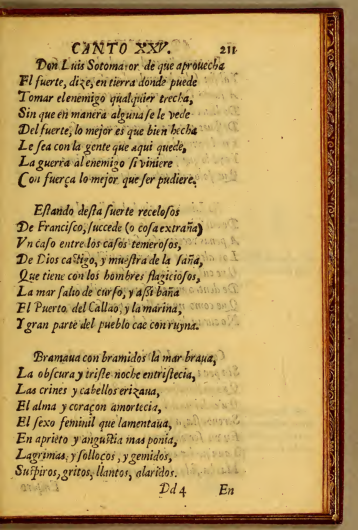 CANTO XXV. 211
Don Luis Sotomaior de que aprouecha
El fuerte, dize, en tierra donde puede
Tomar el enemigo qualquier trecha,
Sin que en manera alguna se le vede
Del fuerte, lo mejor es que bien hecha
Le sea con la gente que aqui quede,
La guerra al enemigo si viniere
Con fuerça lo mejor que ser pudiere.
Estando desta suerte recelosos
De Francisco, succede (o cosa extraña)
Vn caso entre los casos temerosos,
De Dios castigo, y muestra de la saña,
Que tiene con los hombres flagiciosos,
La mar salio de curso, y assi baña
El Puerto del Callao, y la marina,
Y gran parte del pueblo cae con ruyna.
Bramaua con bramidos la mar braua,
La obscura y triste noche entristecia,
Las crines y cabellos erizaua,
El alma y coraçon amortecia,
El sexo feminil que lamentaua,
En aprieto y angustia mas ponia,
Lagrimas, y solloços, y gemidos,
Suspiros, gritos, llantos, alaridos.
Dd 4 En